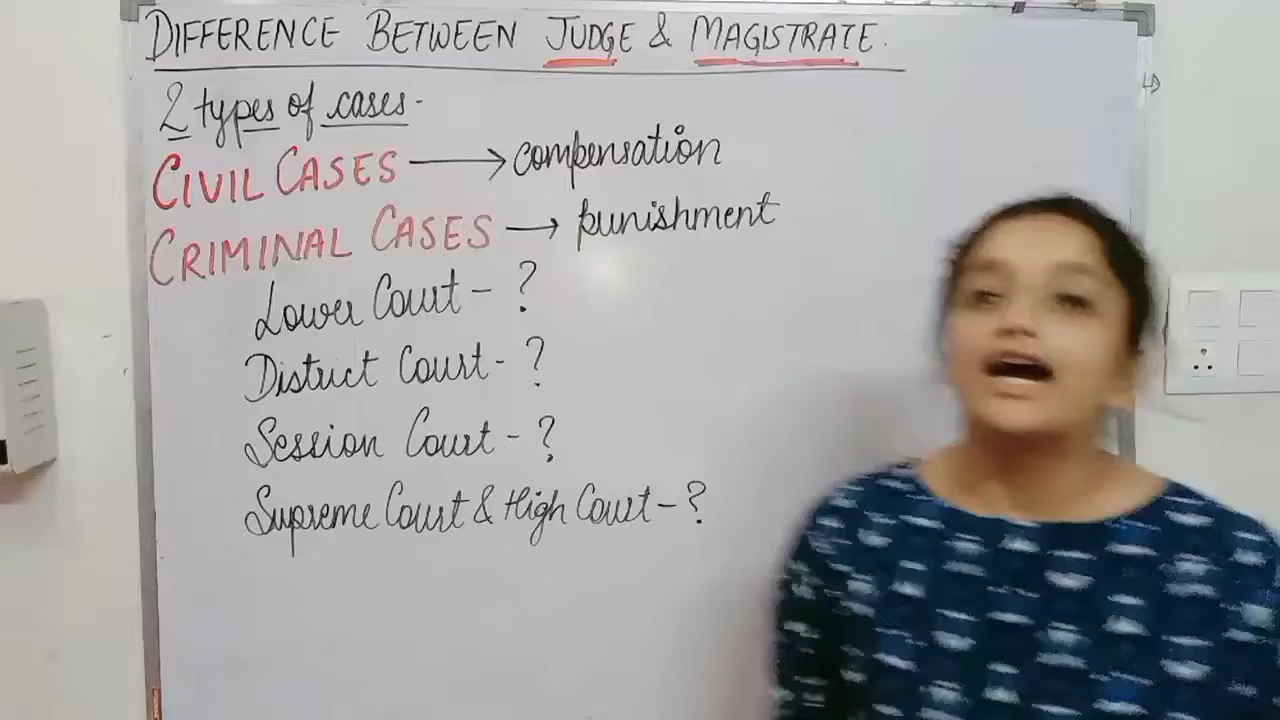 DIFFERENCE BETWEEN JUDGE & MAGISTRATE.
2 types of cases.
CIVIL CASES → compensation
CRIMINAL CASES → punishment
Lower Court - ?
District Court - ?
Session Court - ?
Supreme Court & High Court - ?